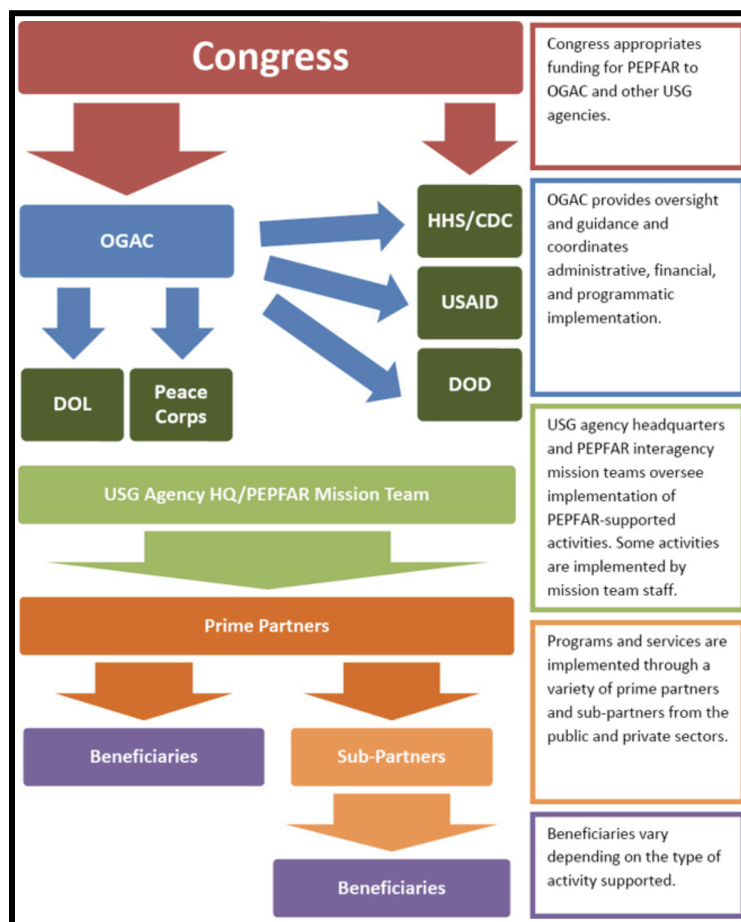 Congress
Congress appropriates
funding for PEPFAR to
OGAC and other USG
agencies.
OGAC
HHS/CDC
USAID
DOD
DOL
Peace
Corps
OGAC provides oversight
and guidance and
coordinates
administrative, financial,
and programmatic
implementation.
USG Agency HQ/PEPFAR Mission Team
USG agency headquarters
and PEPFAR interagency
mission teams oversee
implementation of
PEPFAR-supported
activities. Some activities
are implemented by
mission team staff.
Prime Partners
Beneficiaries
Sub-Partners
Programs and services are
implemented through a
variety of prime partners
and sub-partners from the
public and private sectors.
Beneficiaries
Beneficiaries vary
depending on the type of
activity supported.